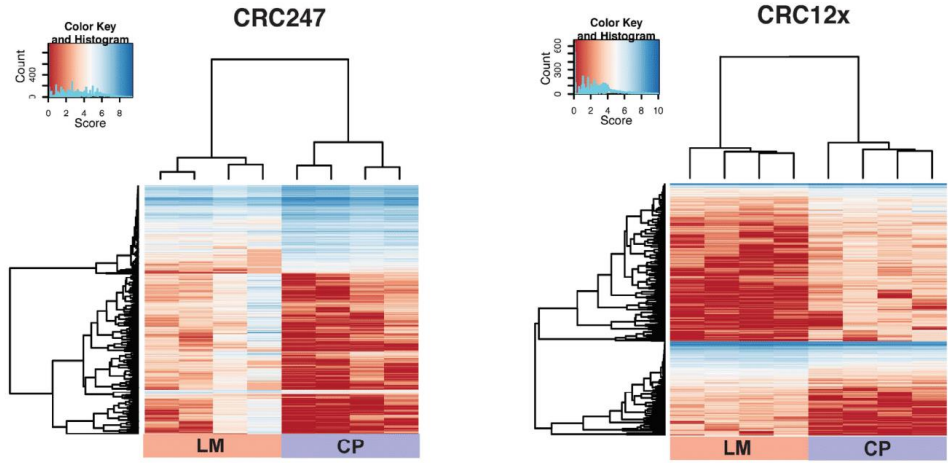 CRC247
Color Key
and Histogram
Count
0 400
0 2 4 6 8
Score
LM CP
CRC12x
Color Key
and Histogram
Count
0 300 600
0 2 4 6 8 10
Score
LM CP